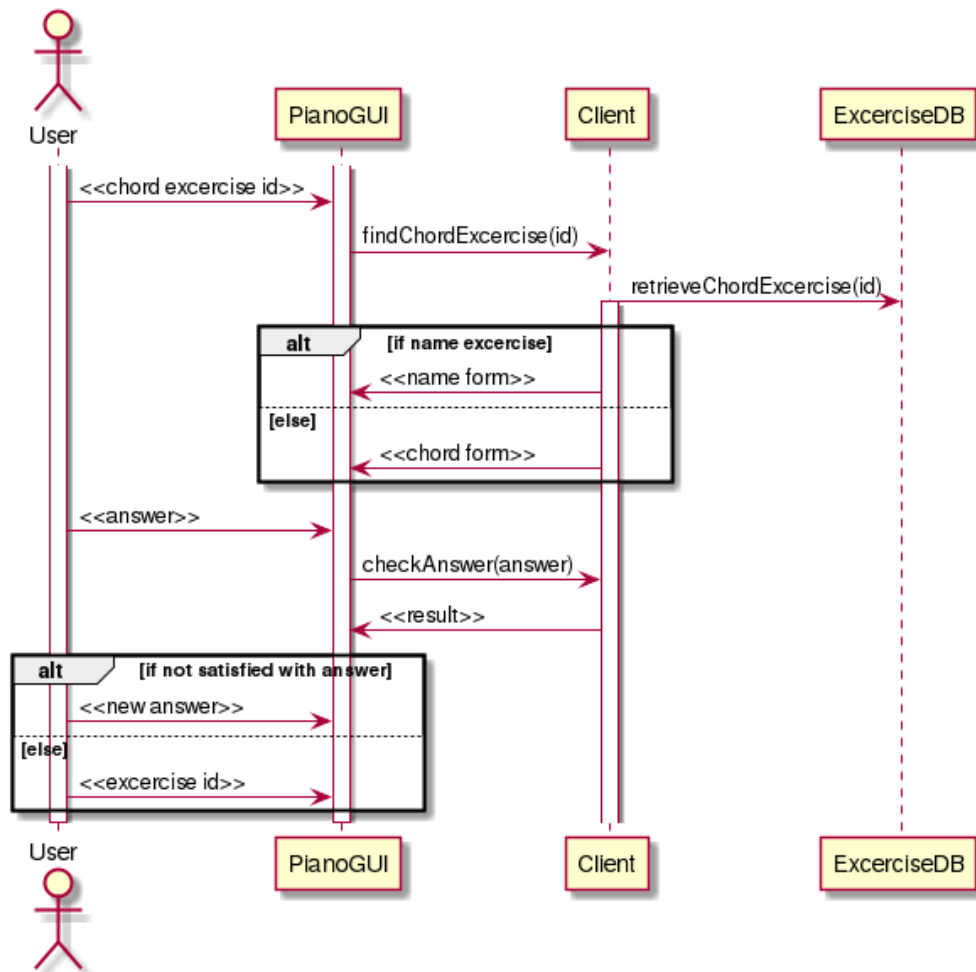 User
PianoGUI
Client
ExcerciseDB
<<chord excercise id>>
findChordExcercise(id)
retrieveChordExcercise(id)
alt
[if name excercise]
<<name form>>
[else]
<<chord form>>
<<answer>>
checkAnswer(answer)
<<result>>
alt
[if not satisfied with answer]
<<new answer>>
[else]
<<excercise id>>
User
PianoGUI
Client
ExcerciseDB